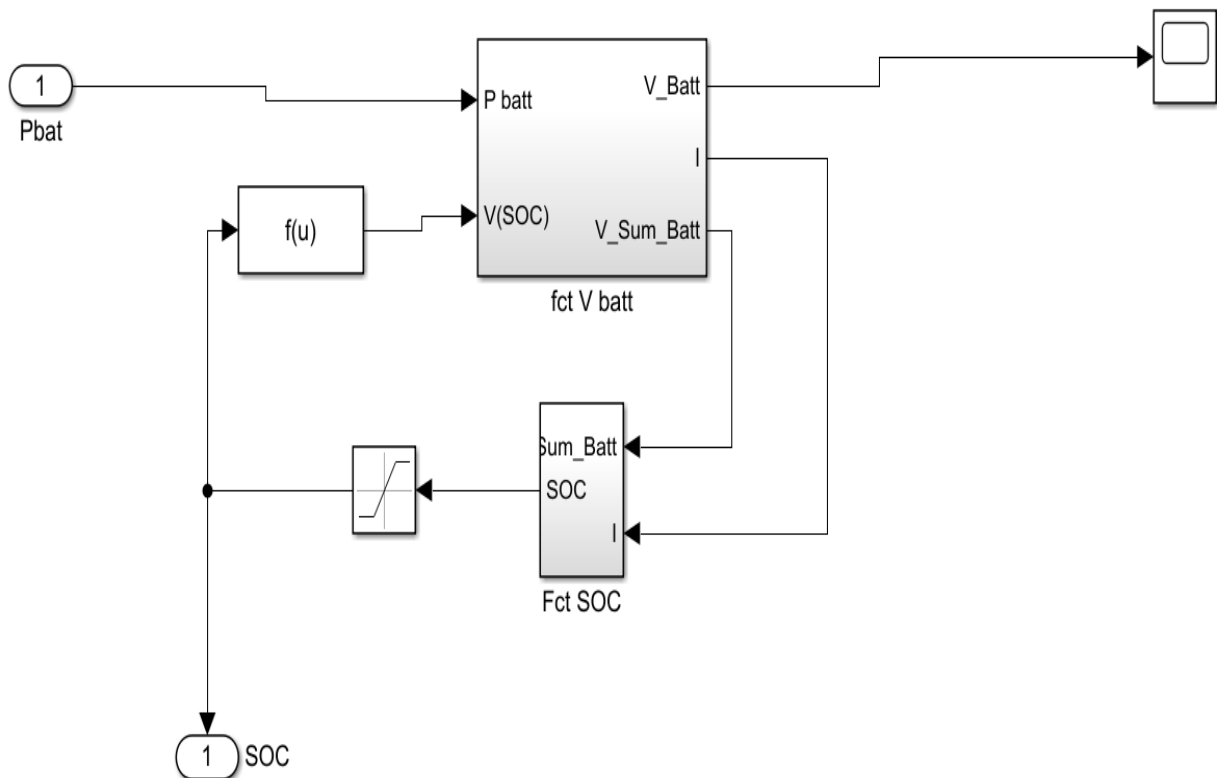 1
Pbat
P batt
V_Batt
I
V(SOC)
V_Sum_Batt
fct V batt
f(u)
Sum_Batt
SOC
I
Fct SOC
1
SOC